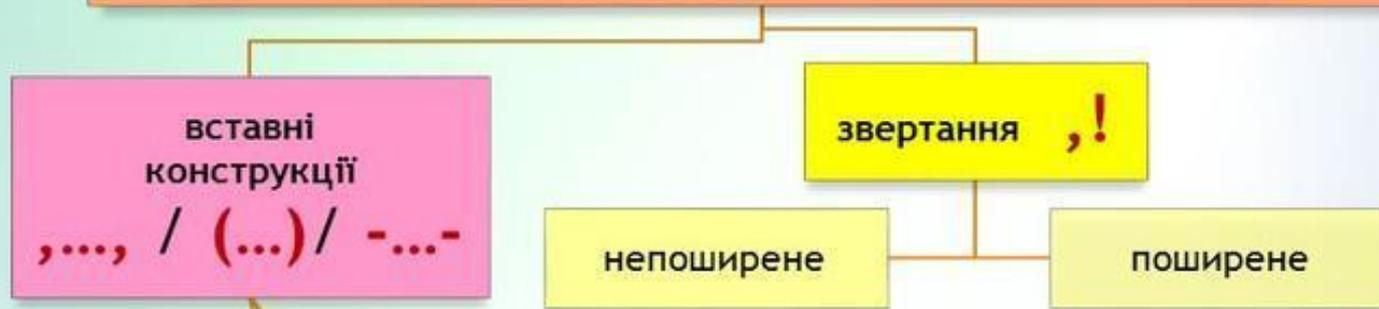 вставні
конструкції
,..., / (...) / -...-
звертання ,!
непоширене
поширене